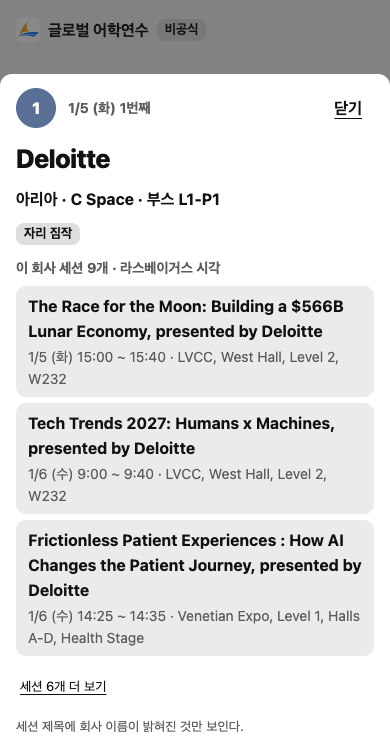 글로벌 어학연수 비공식
1 1/5 (화) 1번째 닫기
Deloitte
아리아 · C Space · 부스 L1-P1
자리 짐작
이 회사 세션 9개 · 라스베이거스 시각
The Race for the Moon: Building a $566B
Lunar Economy, presented by Deloitte
1/5 (화) 15:00 ~ 15:40 · LVCC, West Hall, Level 2,
W232
Tech Trends 2027: Humans x Machines,
presented by Deloitte
1/6 (수) 9:00 ~ 9:40 · LVCC, West Hall, Level 2,
W232
Frictionless Patient Experiences : How AI
Changes the Patient Journey, presented by
Deloitte
1/6 (수) 14:25 ~ 14:35 · Venetian Expo, Level 1, Halls
A-D, Health Stage
세션 6개 더 보기
세션 제목에 회사 이름이 밝혀진 것만 보인다.